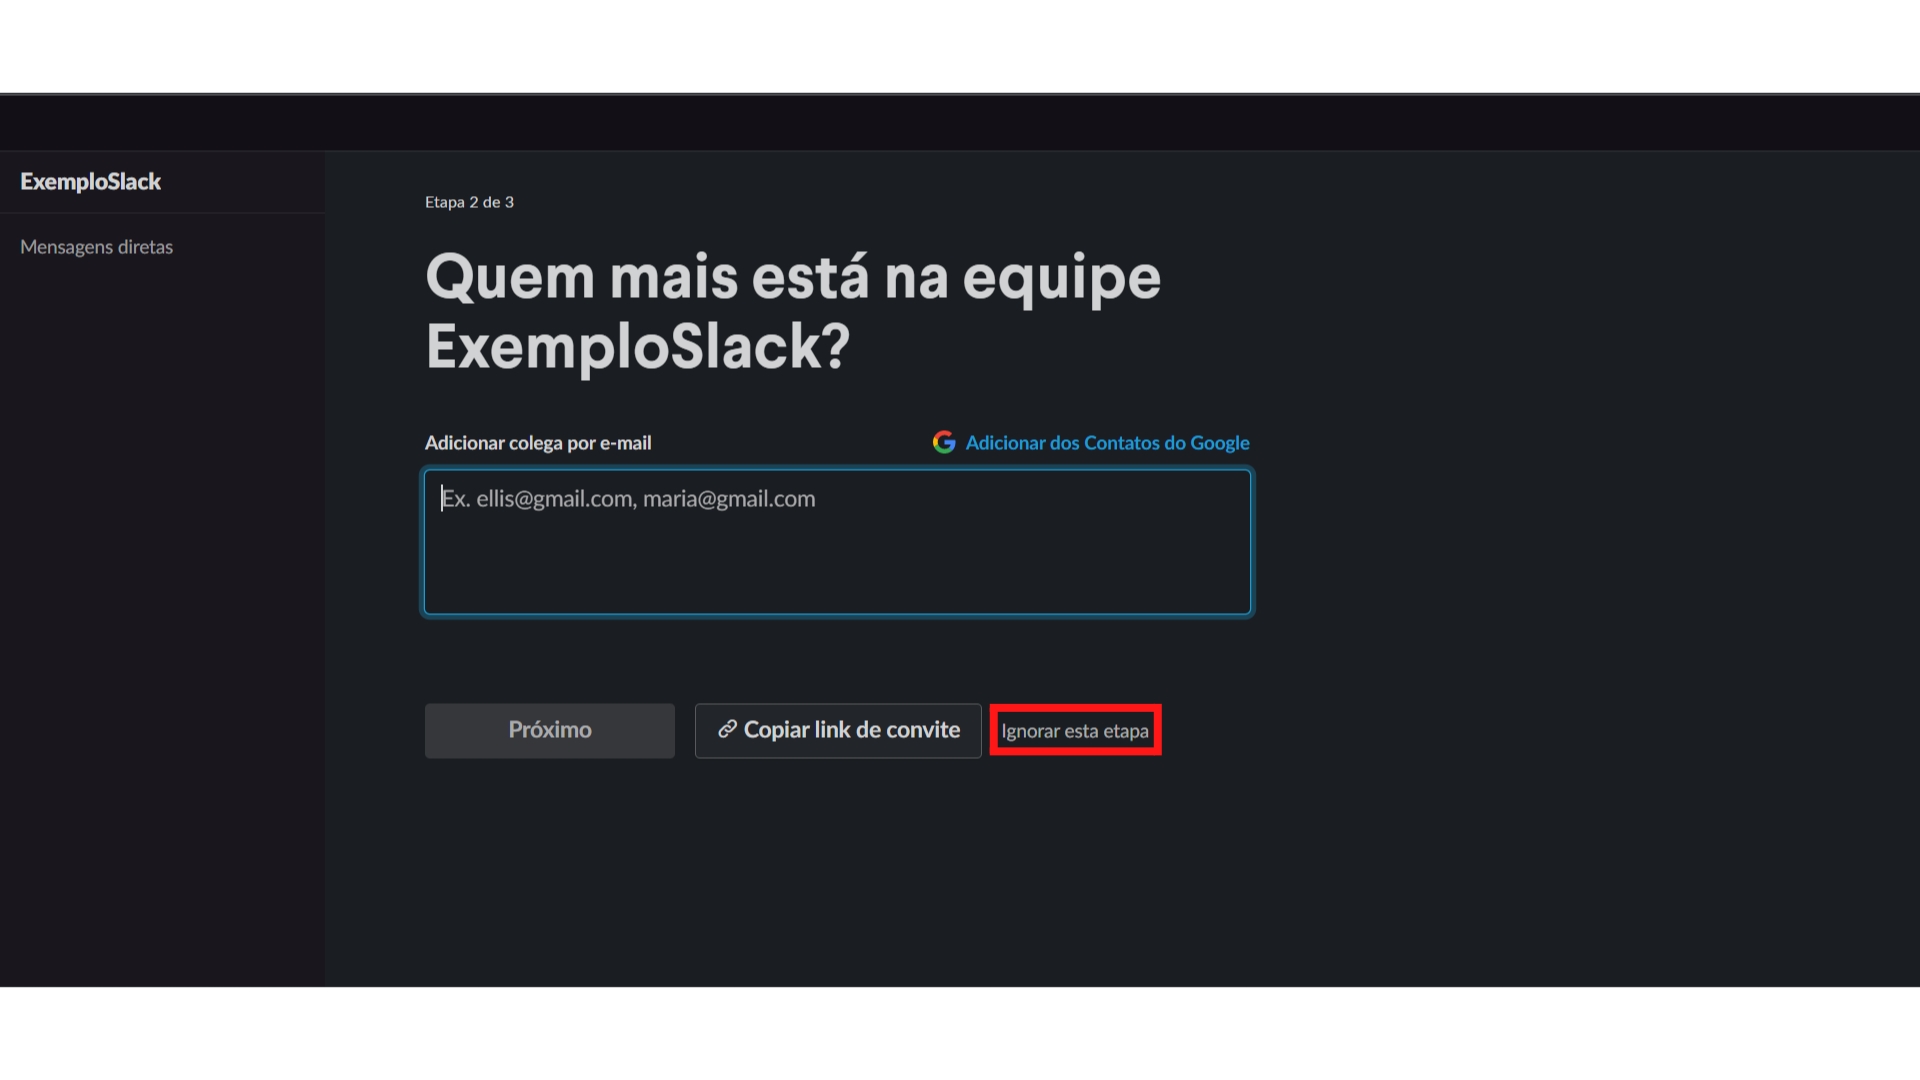 ExemploSlack
Mensagens diretas
Etapa 2 de 3
Quem mais está na equipe
ExemploSlack?
Adicionar colega por e-mail
Adicionar dos Contatos do Google
Ex. ellis@gmail.com, maria@gmail.com
Próximo
Copiar link de convite
Ignorar esta etapa